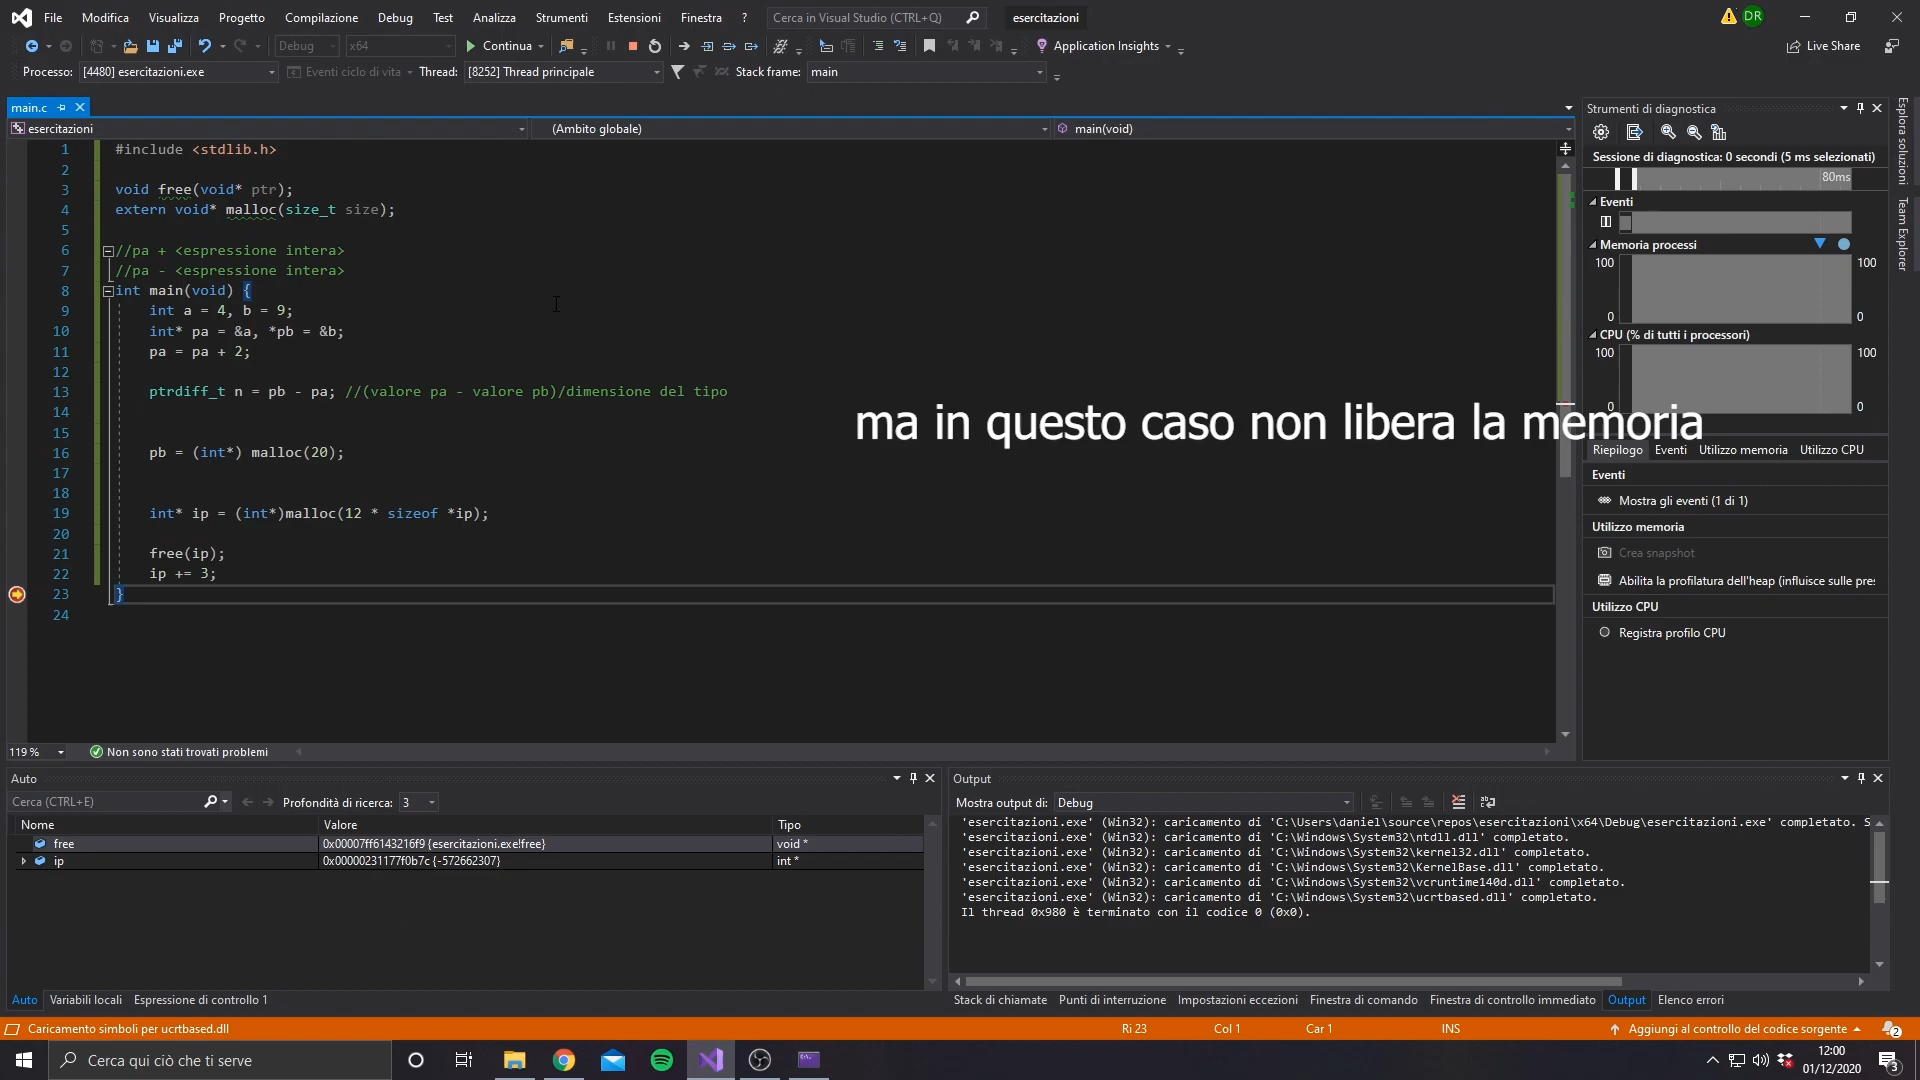 File Modifica Visualizza Progetto Compilazione Debug Test Analizza Strumenti Estensioni Finestra ? Cerca in Visual Studio (CTRL+Q) esercitazioni DR
Debug x64 Continua Application Insights Live Share
Processo: [4480] esercitazioni.exe Eventi ciclo di vita Thread: [8252] Thread principale Stack frame: main
main.c
esercitazioni (Ambito globale) main(void)
1 #include <stdlib.h>
2
3 void free(void* ptr);
4 extern void* malloc(size_t size);
5
6 //pa + <espressione intera>
7 //pa - <espressione intera>
8 int main(void) {
9 int a = 4, b = 9;
10 int* pa = &a, *pb = &b;
11 pa = pa + 2;
12
13 ptrdiff_t n = pb - pa; //(valore pa - valore pb)/dimensione del tipo
14
15
16 pb = (int*) malloc(20);
17
18
19 int* ip = (int*)malloc(12 * sizeof *ip);
20
21 free(ip);
22 ip += 3;
23 }
24
ma in questo caso non libera la memoria
119 % Non sono stati trovati problemi
Strumenti di diagnostica
Sessione di diagnostica: 0 secondi (5 ms selezionati)
80ms
Eventi
Memoria processi
100 100
0 0
CPU (% di tutti i processori)
100 100
0 0
Riepilogo Eventi Utilizzo memoria Utilizzo CPU
Eventi
Mostra gli eventi (1 di 1)
Utilizzo memoria
Crea snapshot
Abilita la profilatura dell'heap (influisce sulle pres
Utilizzo CPU
Registra profilo CPU
Esplora soluzioni
Team Explorer
Auto
Cerca (CTRL+E) Profondità di ricerca: 3
Nome Valore Tipo
free 0x00007ff6143216f9 {esercitazioni.exe!free} void *
ip 0x00000231177f0b7c {-572662307} int *
Auto Variabili locali Espressione di controllo 1
Output
Mostra output di: Debug
'esercitazioni.exe' (Win32): caricamento di 'C:\Users\daniel\source\repos\esercitazioni\x64\Debug\esercitazioni.exe' completato. S
'esercitazioni.exe' (Win32): caricamento di 'C:\Windows\System32\ntdll.dll' completato.
'esercitazioni.exe' (Win32): caricamento di 'C:\Windows\System32\kernel32.dll' completato.
'esercitazioni.exe' (Win32): caricamento di 'C:\Windows\System32\KernelBase.dll' completato.
'esercitazioni.exe' (Win32): caricamento di 'C:\Windows\System32\vcruntime140d.dll' completato.
'esercitazioni.exe' (Win32): caricamento di 'C:\Windows\System32\ucrtbased.dll' completato.
Il thread 0x980 è terminato con il codice 0 (0x0).
Stack di chiamate Punti di interruzione Impostazioni eccezioni Finestra di comando Finestra di controllo immediato Output Elenco errori
Caricamento simboli per ucrtbased.dll Ri 23 Col 1 Car 1 INS Aggiungi al controllo del codice sorgente 2
Cerca qui ciò che ti serve
12:00
01/12/2020
3